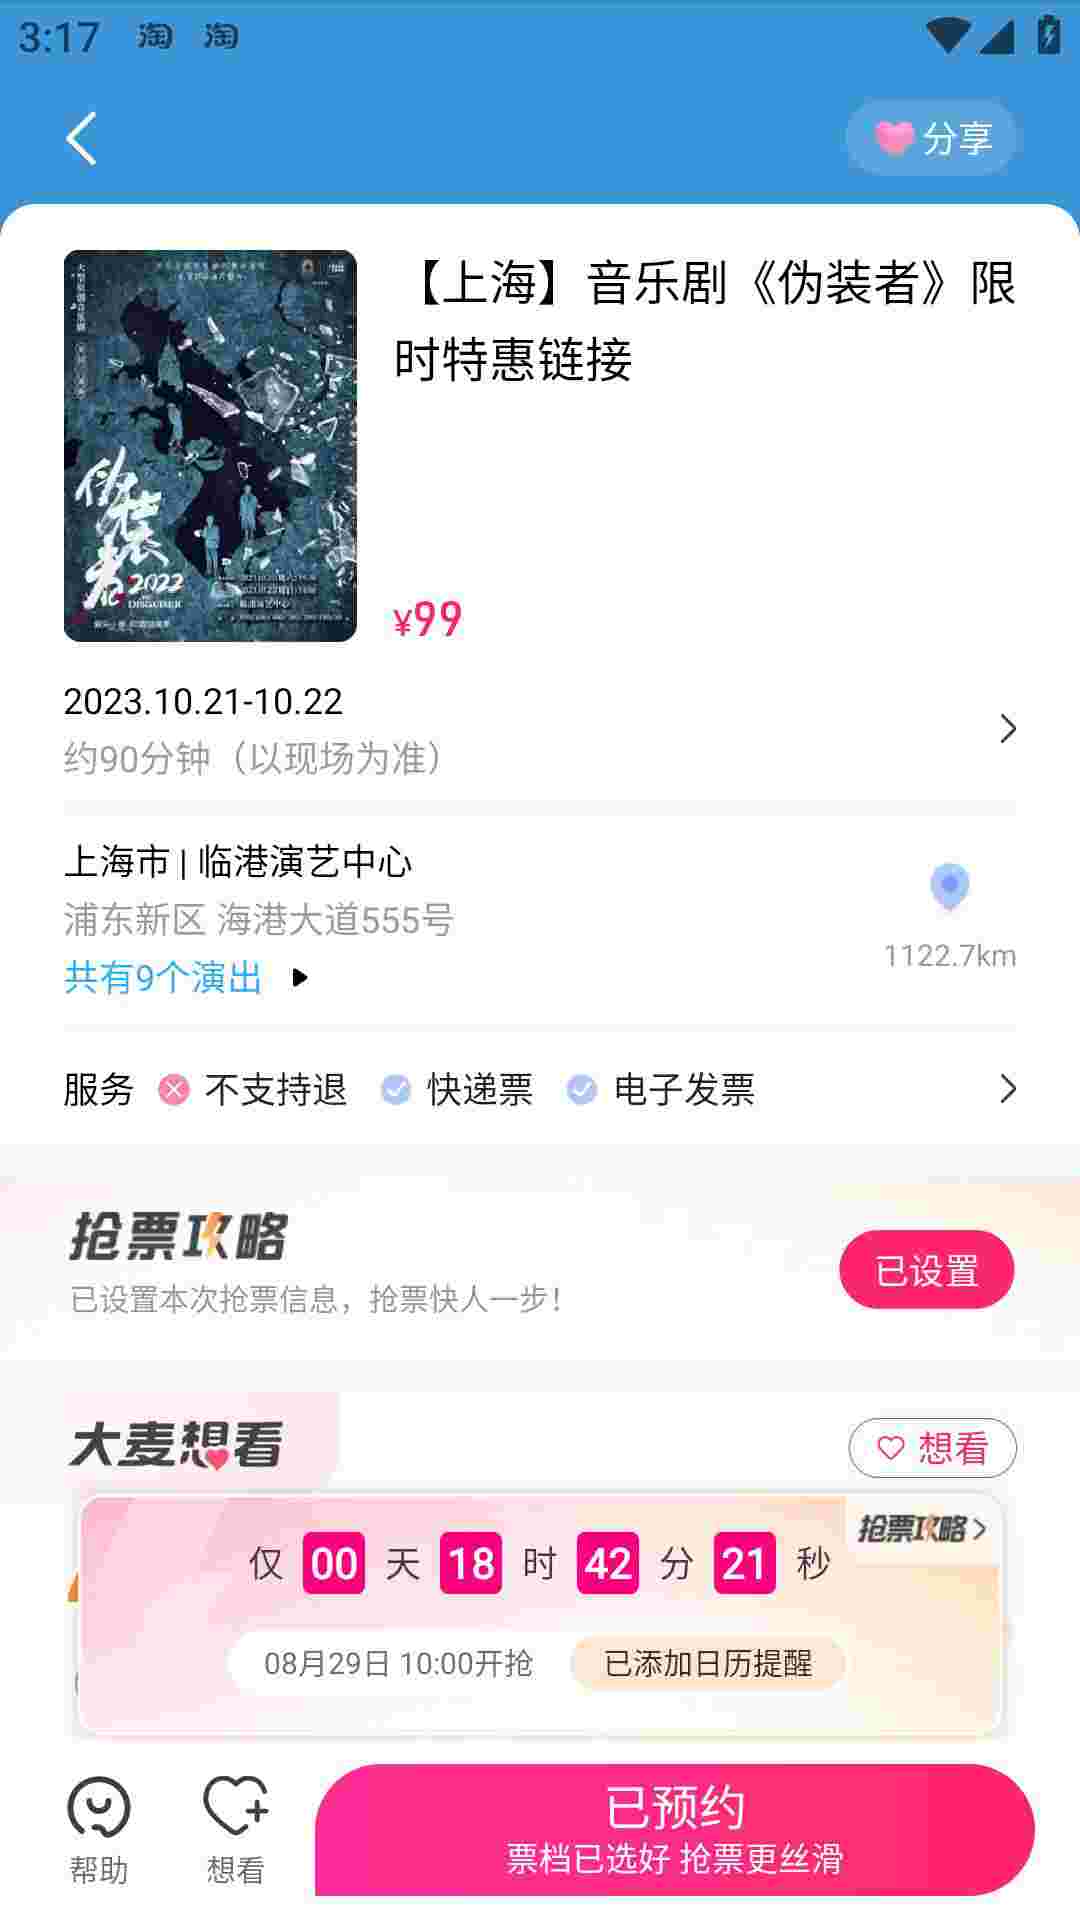 3:17 淘 淘
分享
【上海】音乐剧《伪装者》限
时特惠链接
伪装者
2022
DISGUISER
¥99
2023.10.21-10.22
约90分钟（以现场为准）
上海市 | 临港演艺中心
浦东新区 海港大道555号
1122.7km
共有9个演出
服务 不支持退 快递票 电子发票
抢票攻略
已设置本次抢票信息，抢票快人一步！
已设置
大麦想看
想看
抢票攻略
仅 00 天 18 时 42 分 21 秒
08月29日 10:00开抢 已添加日历提醒
帮助
想看
已预约
票档已选好 抢票更丝滑